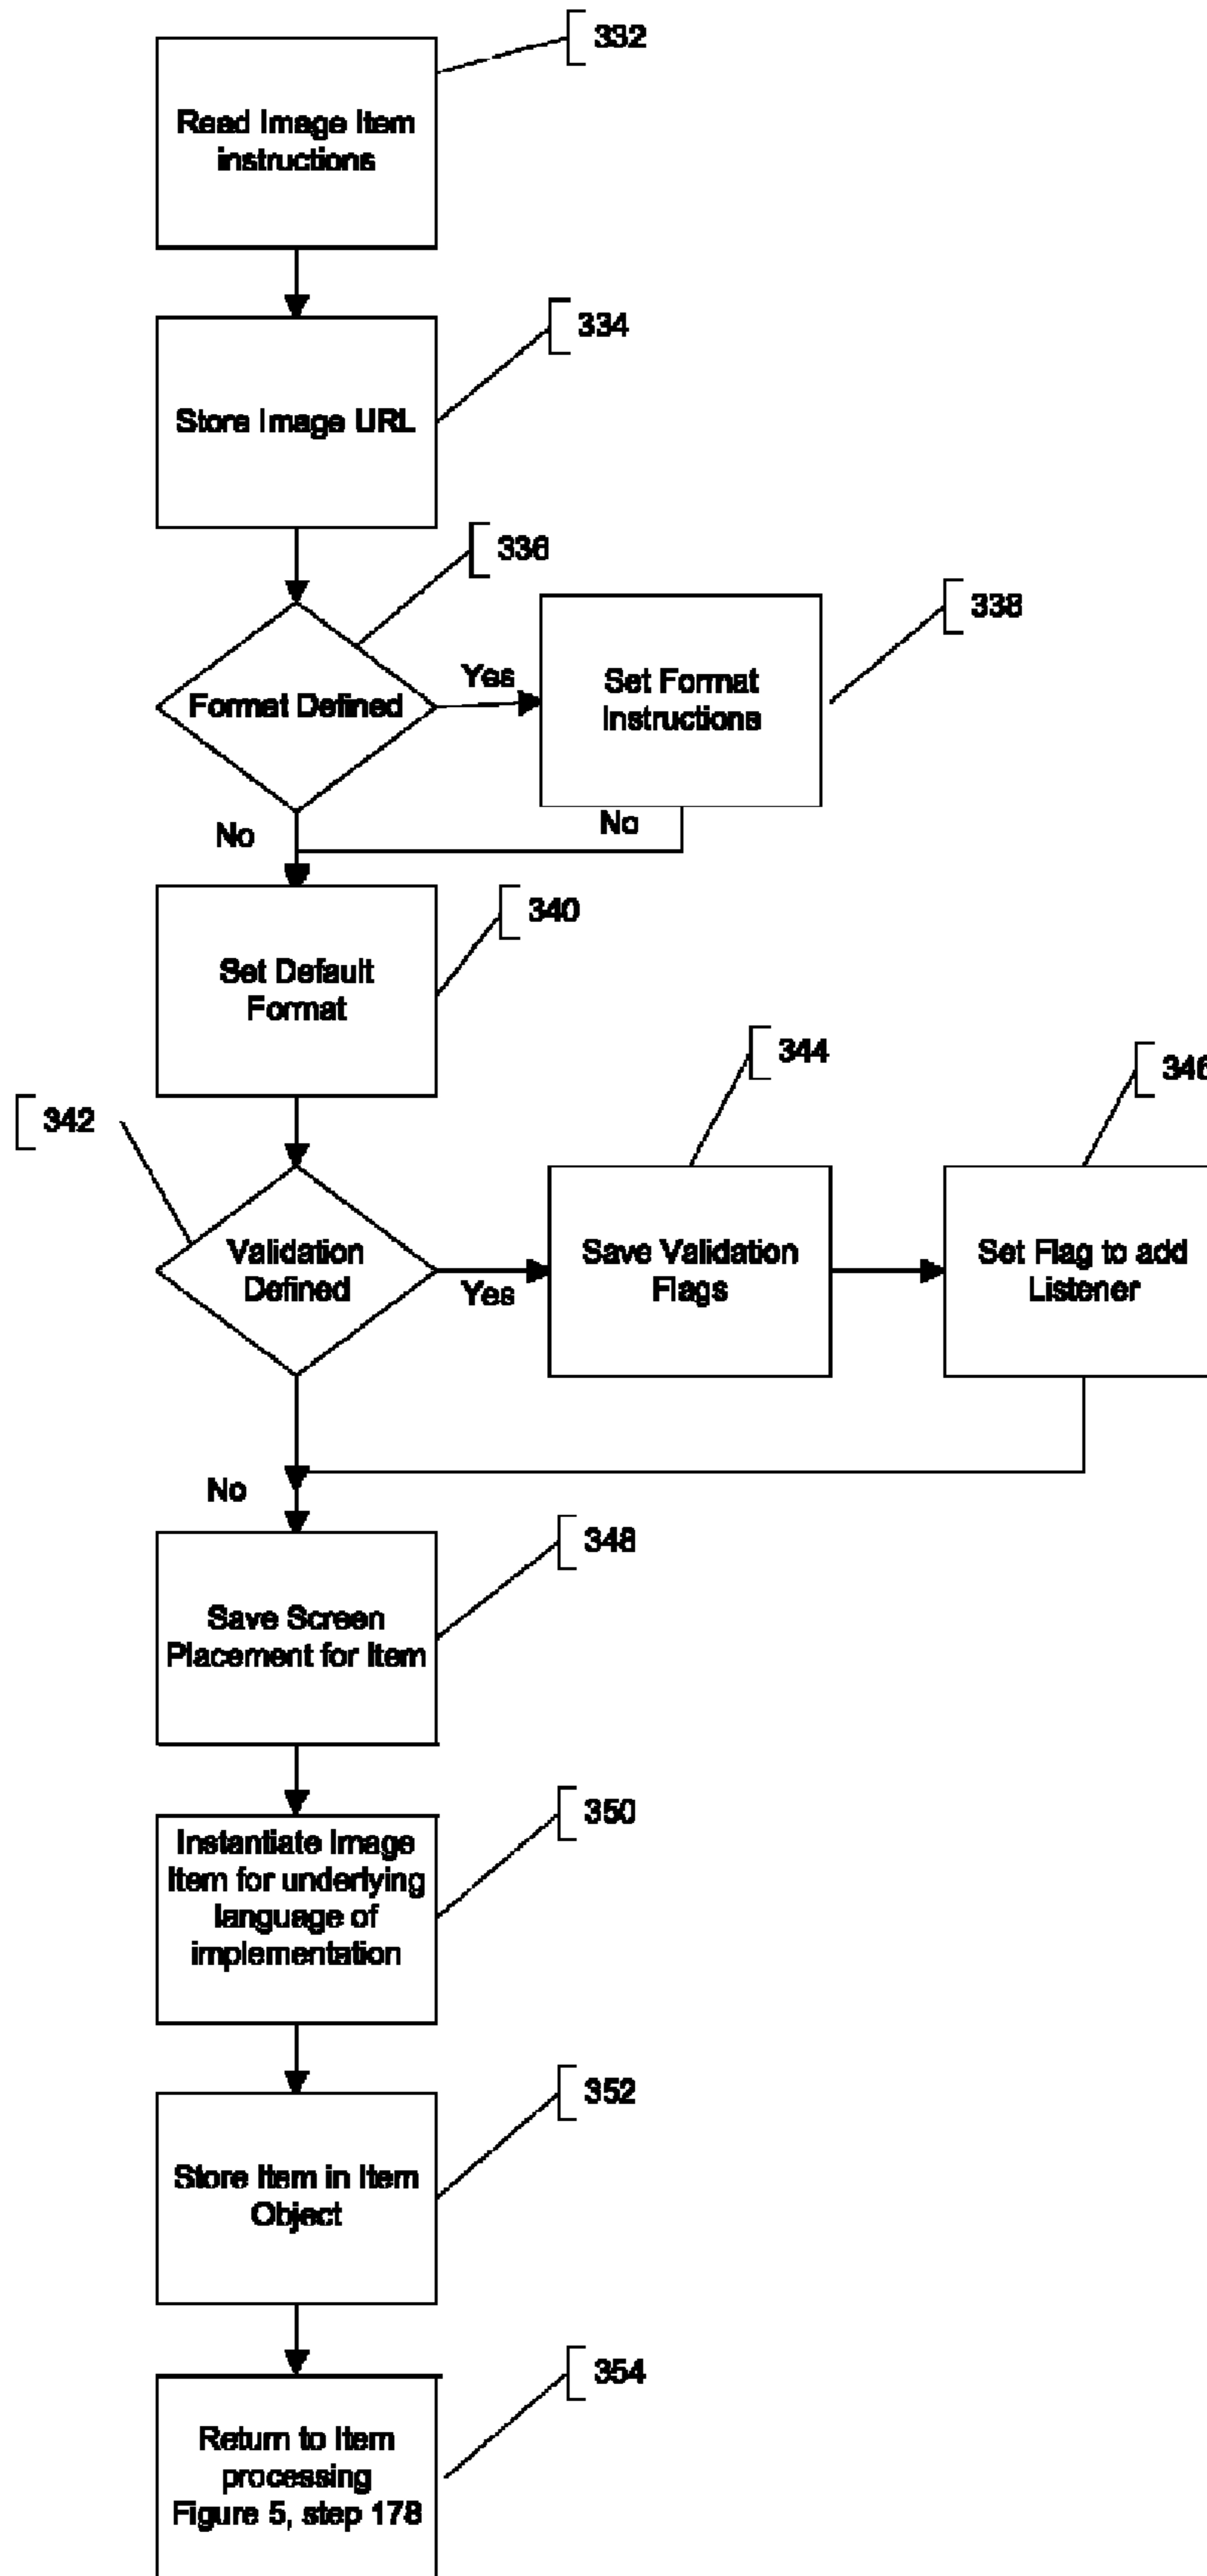 332
Read Image Item
instructions
334
Store Image URL
336
338
Format Defined
Yes
Set Format
Instructions
No
No
340
Set Default
Format
344
346
342
Validation
Defined
Yes
Save Validation
Flags
Set Flag to add
Listener
No
348
Save Screen
Placement for Item
350
Instantiate Image
Item for underlying
language of
implementation
352
Store Item in Item
Object
354
Return to Item
processing
Figure 5, step 178